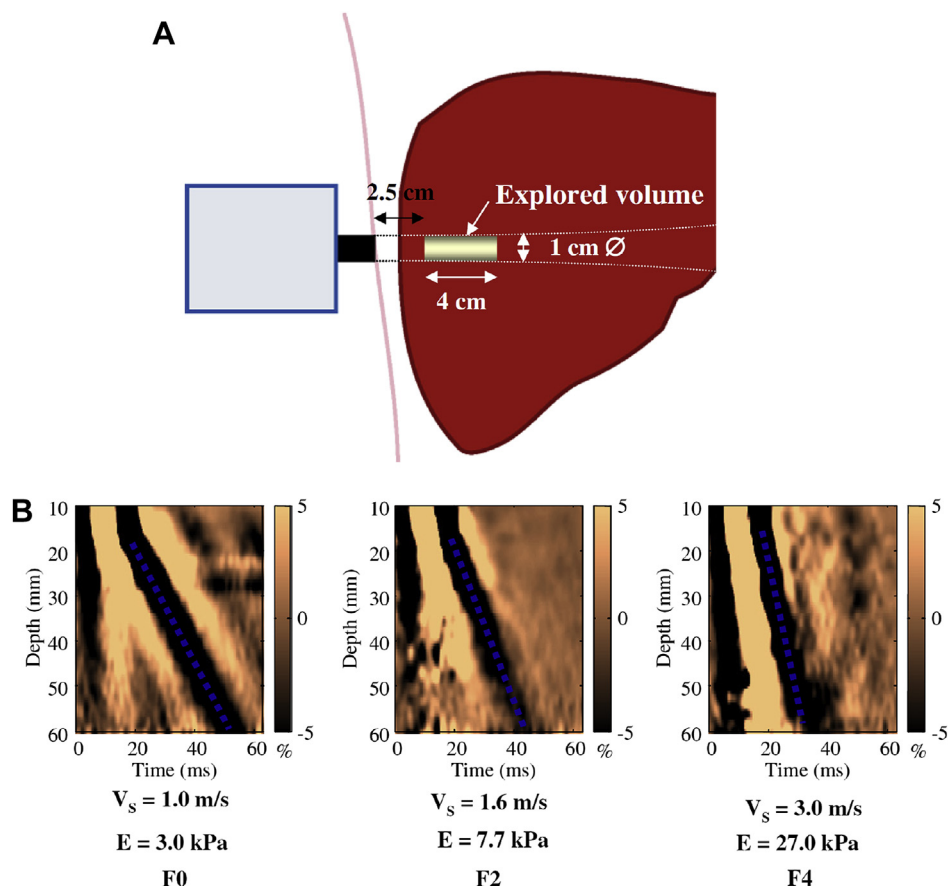 A
2.5 cm
Explored volume
1 cm Ø
4 cm
B
10
20
30
40
50
60
Depth (mm)
0 20 40 60
Time (ms)
5
0
-5
%
V_S = 1.0 m/s
E = 3.0 kPa
F0
10
20
30
40
50
60
Depth (mm)
0 20 40 60
Time (ms)
5
0
-5
%
V_S = 1.6 m/s
E = 7.7 kPa
F2
10
20
30
40
50
60
Depth (mm)
0 20 40 60
Time (ms)
5
0
-5
%
V_S = 3.0 m/s
E = 27.0 kPa
F4